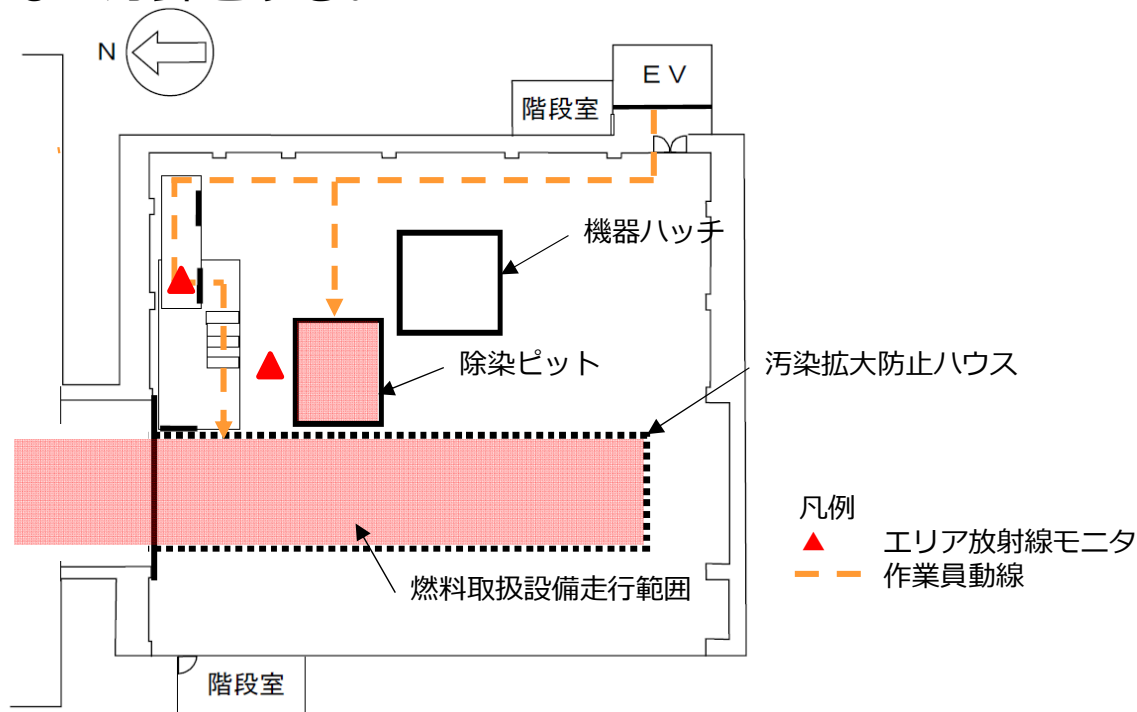 N
EV
階段室
機器ハッチ
除染ピット
汚染拡大防止ハウス
凡例
エリア放射線モニタ
作業員動線
燃料取扱設備走行範囲
階段室